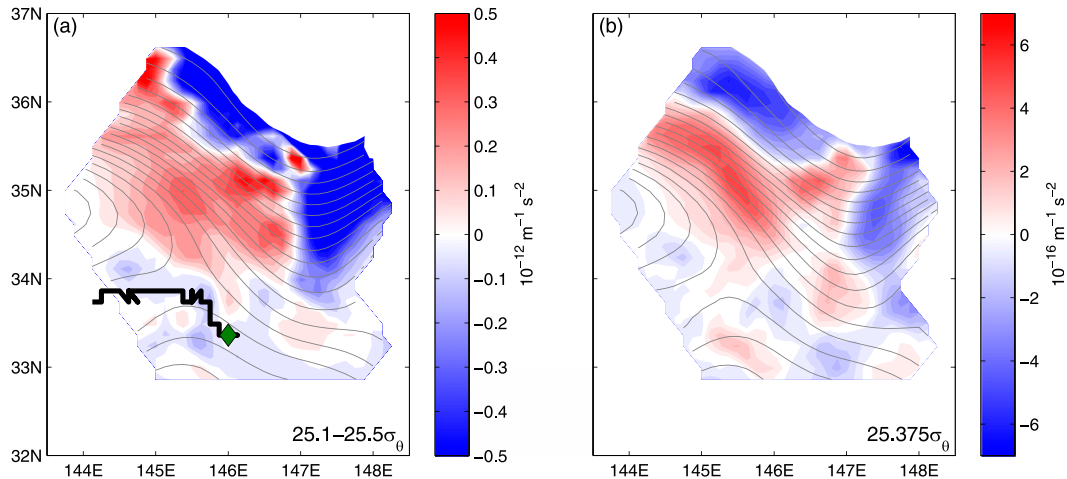 (a)
37N
36N
35N
34N
33N
32N
144E 145E 146E 147E 148E
25.1−25.5σθ
0.5
0.4
0.3
0.2
0.1
0
−0.1
−0.2
−0.3
−0.4
−0.5
10⁻¹² m⁻¹ s⁻²
(b)
144E 145E 146E 147E 148E
25.375σθ
6
4
2
0
−2
−4
−6
10⁻¹⁶ m⁻¹ s⁻²